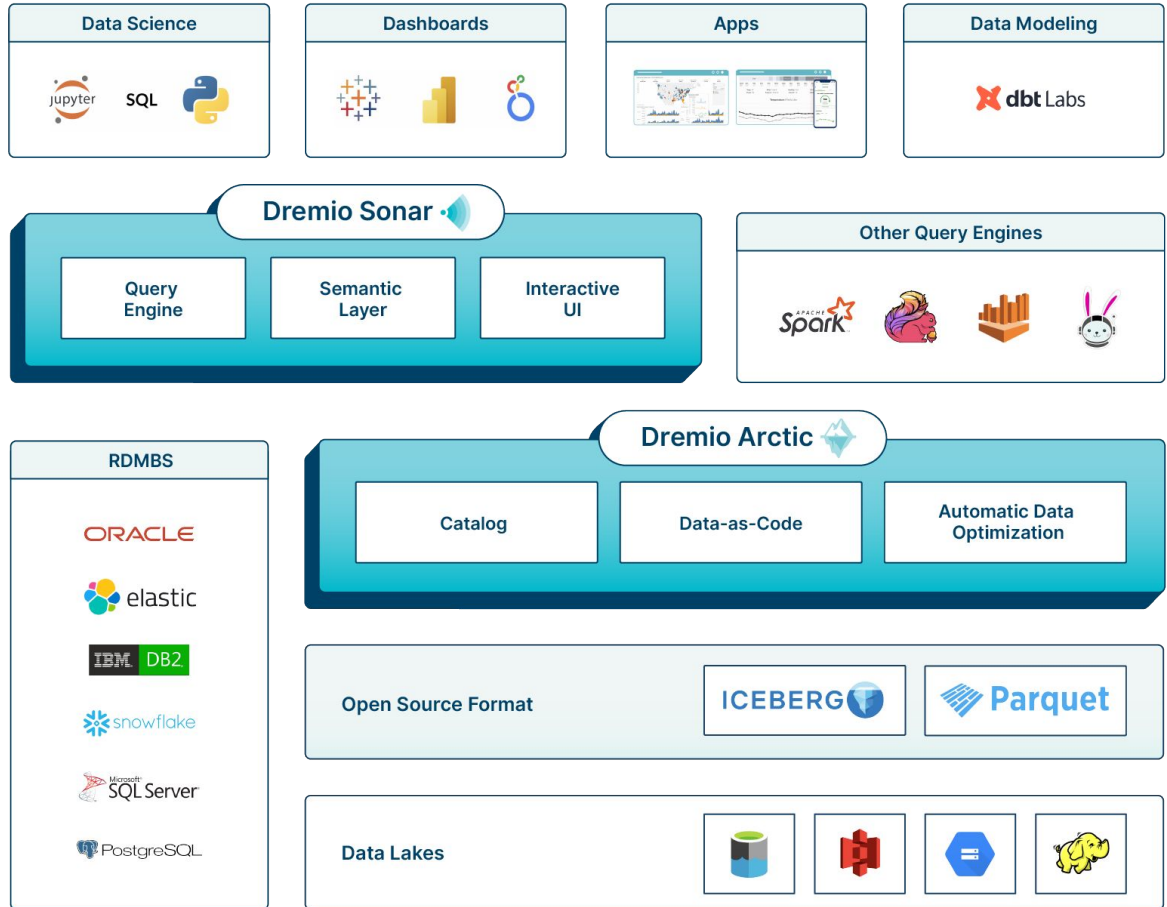 Data Science
Dashboards
Apps
Data Modeling
jupyter
SQL
dbt Labs
Dremio Sonar
Query
Engine
Semantic
Layer
Interactive
UI
Other Query Engines
APACHE
Spark
Dremio Arctic
Catalog
Data-as-Code
Automatic Data
Optimization
RDMBS
ORACLE
elastic
IBM DB2
snowflake
Microsoft
SQL Server
PostgreSQL
Open Source Format
ICEBERG
Parquet
Data Lakes